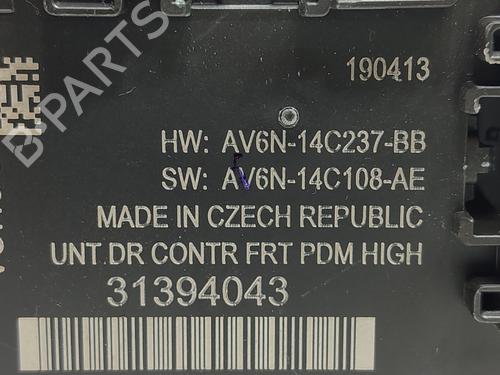 190413
HW: AV6N-14C237-BB
SW: AV6N-14C108-AE
MADE IN CZECH REPUBLIC
UNT.DR CONTR FRT PDM HIGH
31394043
B-PARTS